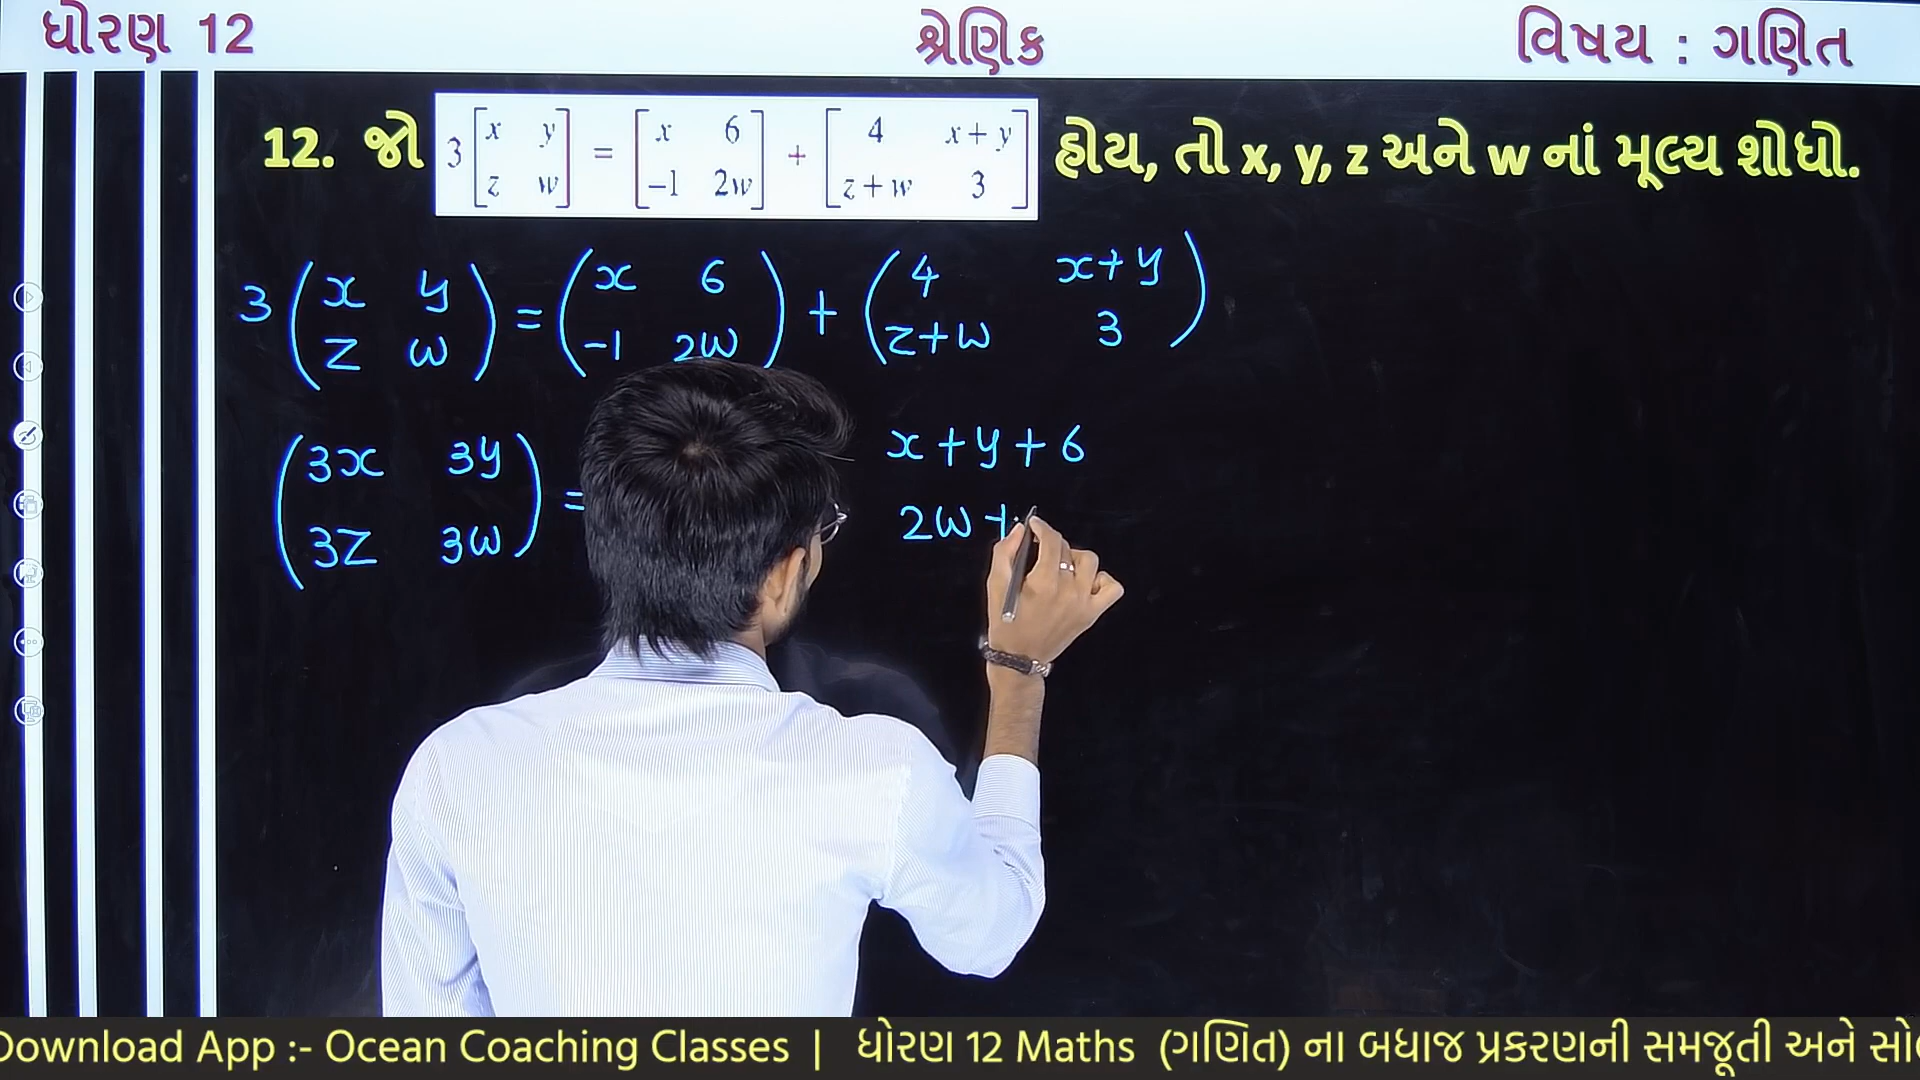 ધોરણ 12 શ્રેણિક વિષય : ગણિત
12. જો 3 [x y; z w] = [x 6; -1 2w] + [4 x+y; z+w 3] હોય, તો x, y, z અને w નાં મૂલ્ય શોધો.
3 (x y; z w) = (x 6; -1 2w) + (4 x+y; z+w 3)
(3x 3y; 3z 3w) =
x+y+6
2w+
Download App :- Ocean Coaching Classes | ધોરણ 12 Maths (ગણિત) ના બધાજ પ્રકરણની સમજૂતી અને